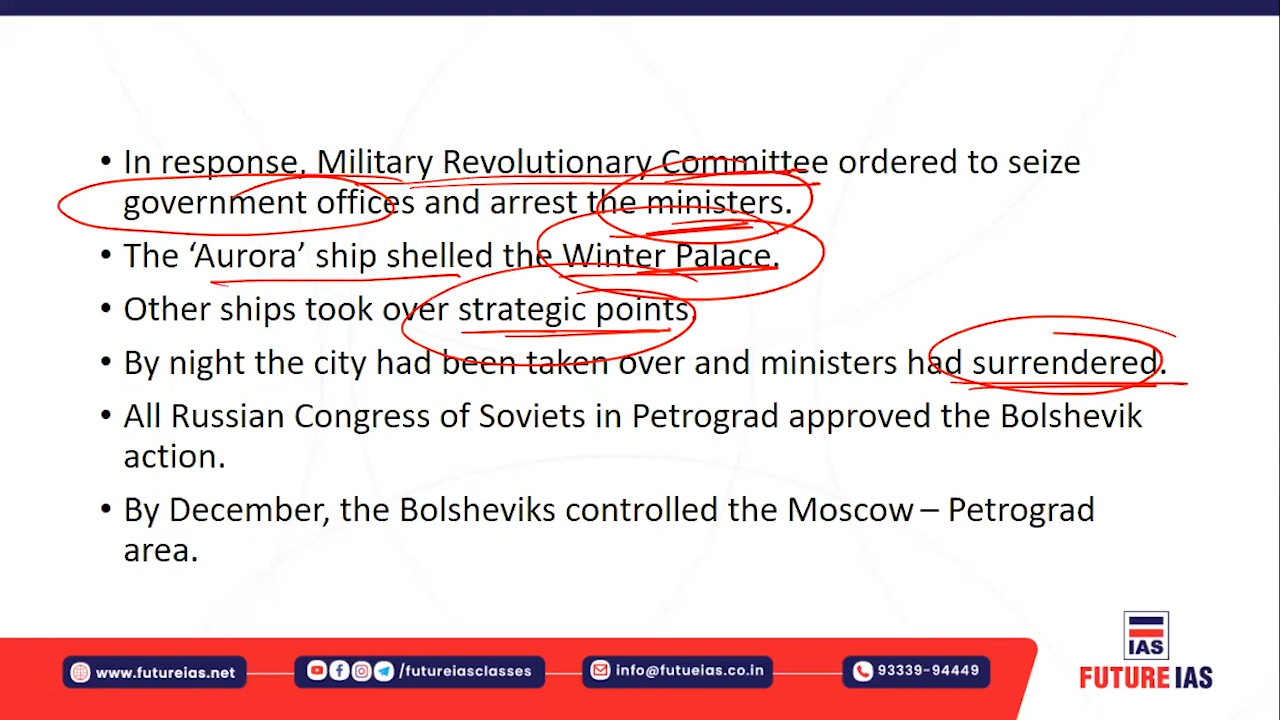 • In response, Military Revolutionary Committee ordered to seize
government offices and arrest the ministers.
• The ‘Aurora’ ship shelled the Winter Palace.
• Other ships took over strategic points.
• By night the city had been taken over and ministers had surrendered.
• All Russian Congress of Soviets in Petrograd approved the Bolshevik
action.
• By December, the Bolsheviks controlled the Moscow – Petrograd
area.
IAS
FUTURE IAS
www.futureias.net
/futureiasclasses
info@futueias.co.in
93339-94449